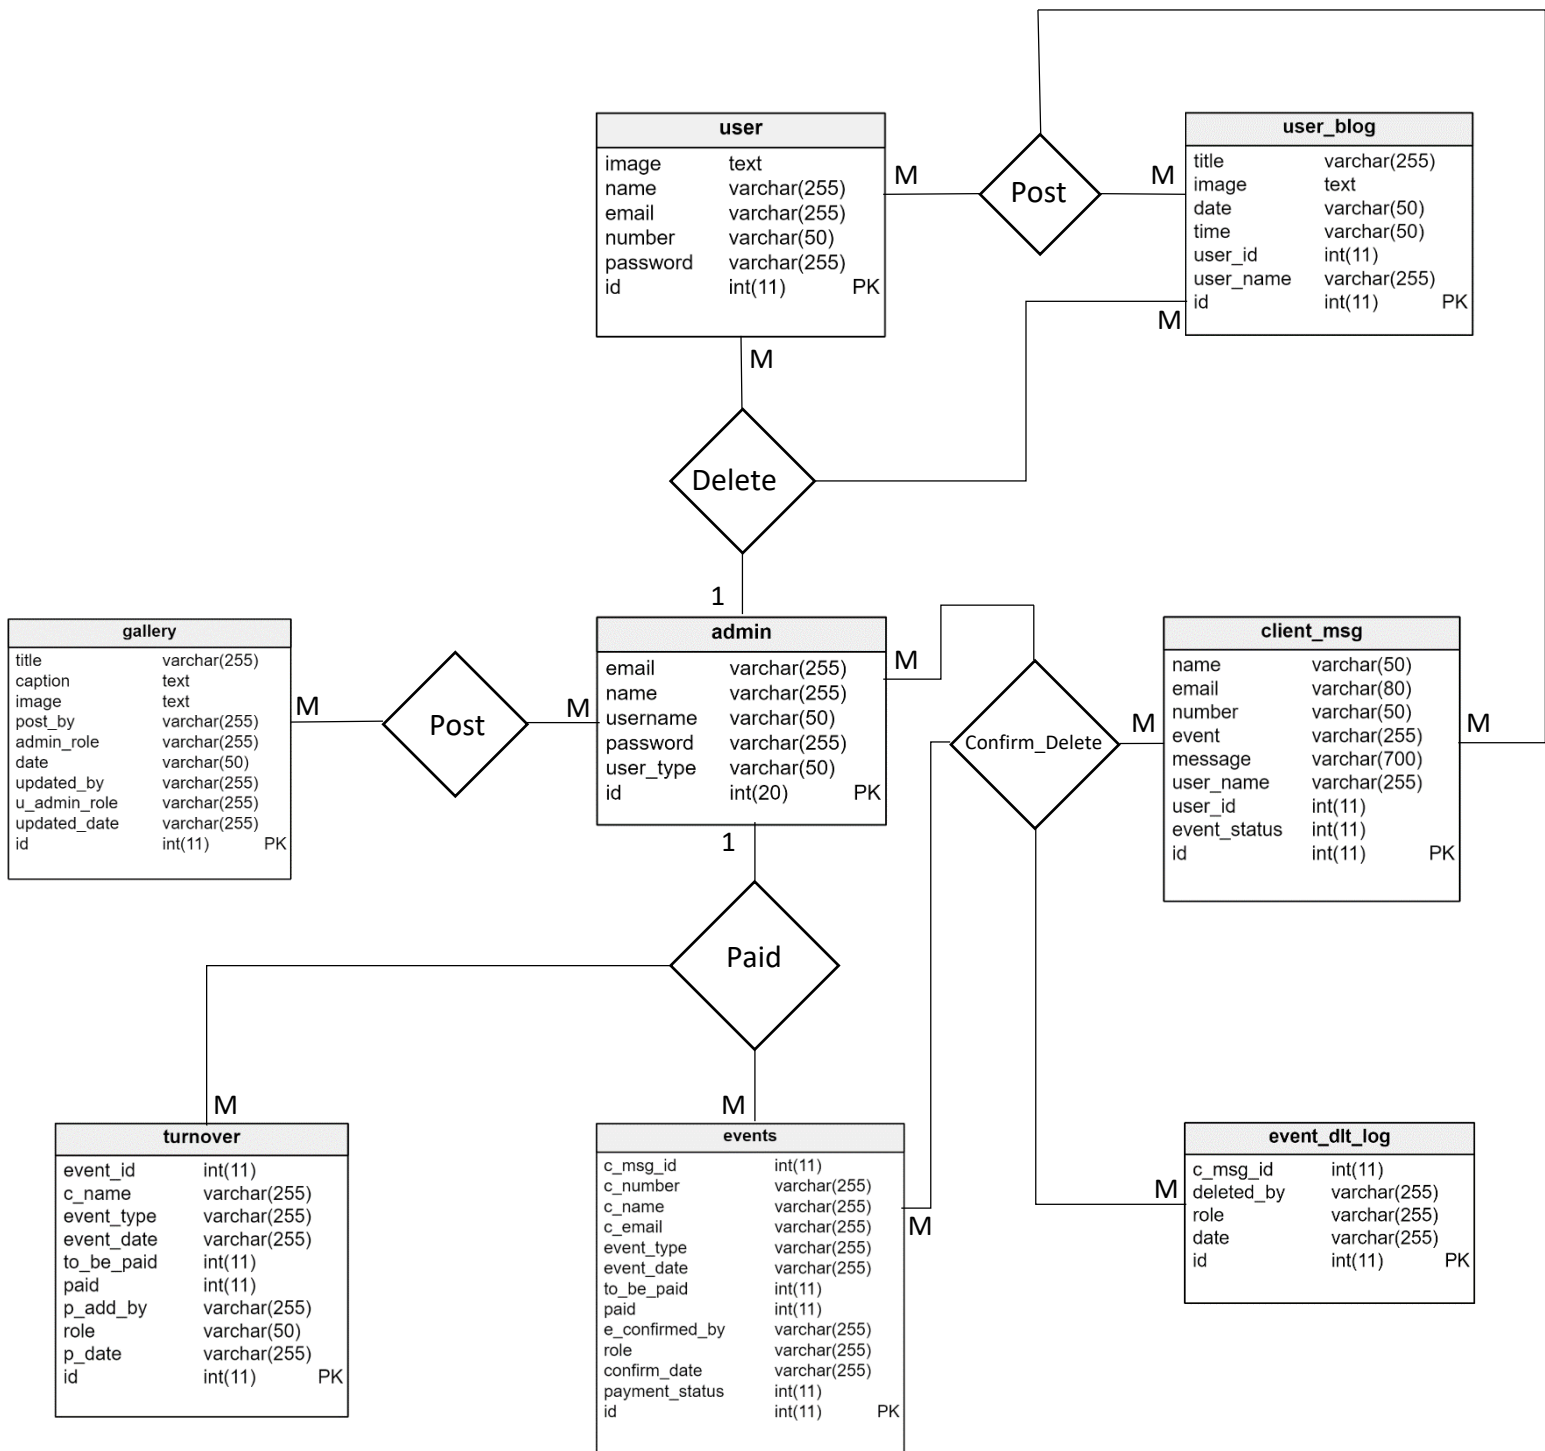 user
image text
name varchar(255)
email varchar(255)
number varchar(50)
password varchar(255)
id int(11) PK
M
Post
M
user_blog
title varchar(255)
image text
date varchar(50)
time varchar(50)
user_id int(11)
user_name varchar(255)
id int(11) PK
M
M
Delete
1
gallery
title varchar(255)
caption text
image text
post_by varchar(255)
admin_role varchar(255)
date varchar(50)
updated_by varchar(255)
u_admin_role varchar(255)
updated_date varchar(255)
id int(11) PK
M
Post
M
admin
email varchar(255)
name varchar(255)
username varchar(50)
password varchar(255)
user_type varchar(50)
id int(20) PK
M
Confirm_Delete
M
client_msg
name varchar(50)
email varchar(80)
number varchar(50)
event varchar(255)
message varchar(700)
user_name varchar(255)
user_id int(11)
event_status int(11)
id int(11) PK
M
1
Paid
M
turnover
event_id int(11)
c_name varchar(255)
event_type varchar(255)
event_date varchar(255)
to_be_paid int(11)
paid int(11)
p_add_by varchar(255)
role varchar(50)
p_date varchar(255)
id int(11) PK
M
events
c_msg_id int(11)
c_number varchar(255)
c_name varchar(255)
c_email varchar(255)
event_type varchar(255)
event_date varchar(255)
to_be_paid int(11)
paid int(11)
e_confirmed_by varchar(255)
role varchar(255)
confirm_date varchar(255)
payment_status int(11)
id int(11) PK
M
M
event_dlt_log
c_msg_id int(11)
deleted_by varchar(255)
role varchar(255)
date varchar(255)
id int(11) PK